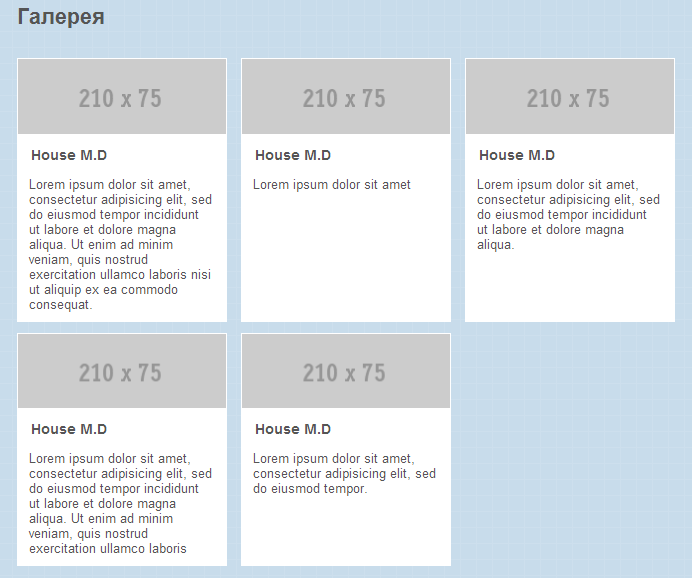 Галерея
210 x 75
House M.D
Lorem ipsum dolor sit amet,
consectetur adipisicing elit, sed
do eiusmod tempor incididunt
ut labore et dolore magna
aliqua. Ut enim ad minim
veniam, quis nostrud
exercitation ullamco laboris nisi
ut aliquip ex ea commodo
consequat.
210 x 75
House M.D
Lorem ipsum dolor sit amet
210 x 75
House M.D
Lorem ipsum dolor sit amet,
consectetur adipisicing elit, sed
do eiusmod tempor incididunt
ut labore et dolore magna
aliqua.
210 x 75
House M.D
Lorem ipsum dolor sit amet,
consectetur adipisicing elit, sed
do eiusmod tempor incididunt
ut labore et dolore magna
aliqua. Ut enim ad minim
veniam, quis nostrud
exercitation ullamco laboris
210 x 75
House M.D
Lorem ipsum dolor sit amet,
consectetur adipisicing elit, sed
do eiusmod tempor.